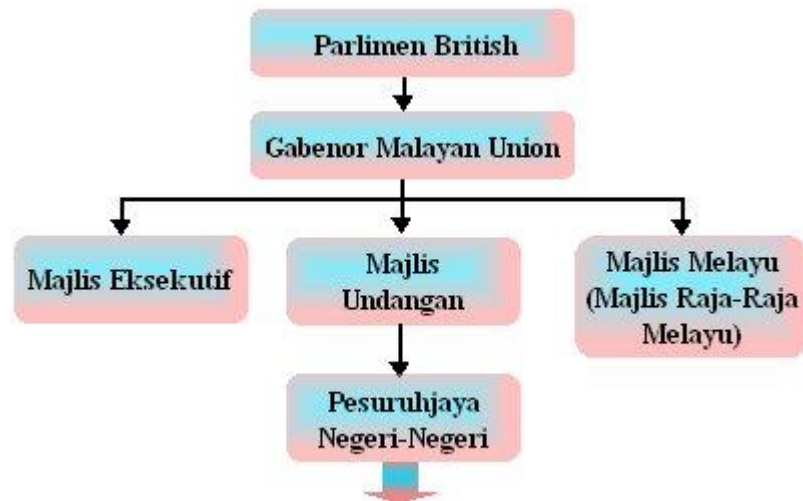 Parlimen British
Gabenor Malayan Union
Majlis Eksekutif
Majlis
Undangan
Majlis Melayu
(Majlis Raja-Raja
Melayu)
Pesuruhjaya
Negeri-Negeri